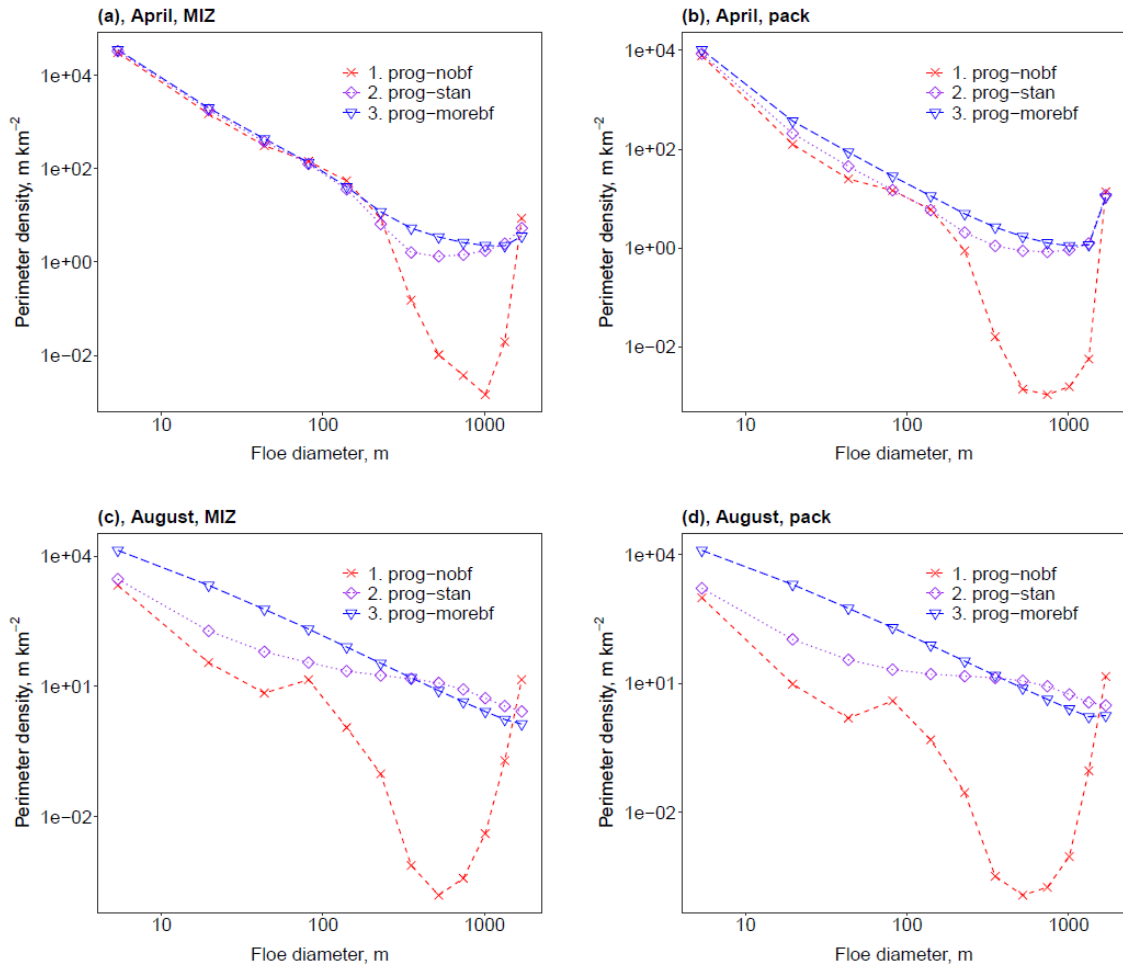 (a), April, MIZ
Perimeter density, m km−2
1e+04
1e+02
1e+00
1e−02
1. prog−nobf
2. prog−stan
3. prog−morebf
10
100
1000
Floe diameter, m
(b), April, pack
Perimeter density, m km−2
1e+04
1e+02
1e+00
1e−02
1. prog−nobf
2. prog−stan
3. prog−morebf
10
100
1000
Floe diameter, m
(c), August, MIZ
Perimeter density, m km−2
1e+04
1e+01
1e−02
1. prog−nobf
2. prog−stan
3. prog−morebf
10
100
1000
Floe diameter, m
(d), August, pack
Perimeter density, m km−2
1e+04
1e+01
1e−02
1. prog−nobf
2. prog−stan
3. prog−morebf
10
100
1000
Floe diameter, m